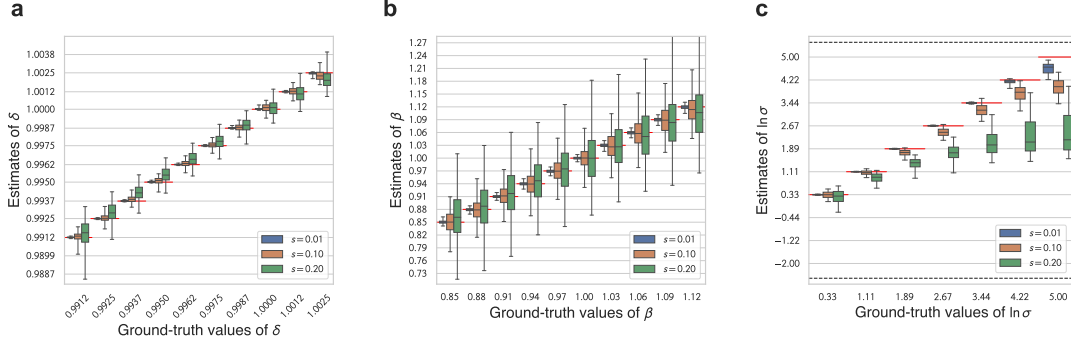 a
Estimates of δ
1.0038
1.0025
1.0012
1.0000
0.9987
0.9975
0.9962
0.9950
0.9937
0.9925
0.9912
0.9899
0.9887
s = 0.01
s = 0.10
s = 0.20
0.9912 0.9925 0.9937 0.9950 0.9962 0.9975 0.9987 1.0000 1.0012 1.0025
Ground-truth values of δ
b
Estimates of β
1.27
1.24
1.21
1.18
1.15
1.12
1.09
1.06
1.03
1.00
0.97
0.94
0.91
0.88
0.85
0.82
0.79
0.76
0.73
s = 0.01
s = 0.10
s = 0.20
0.85 0.88 0.91 0.94 0.97 1.00 1.03 1.06 1.09 1.12
Ground-truth values of β
c
Estimates of ln σ
5.00
4.22
3.44
2.67
1.89
1.11
0.33
−0.44
−1.22
−2.00
s = 0.01
s = 0.10
s = 0.20
0.33 1.11 1.89 2.67 3.44 4.22 5.00
Ground-truth values of ln σ